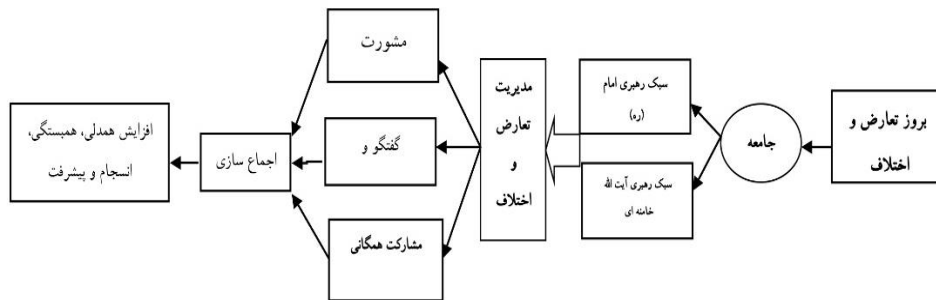 بروز تعارض و
اختلاف
جامعه
سبک رهبری امام
(ره)
سبک رهبری آیت الله
خامنه ای
مدیریت
تعارض
و
اختلاف
مشورت
گفتگو و
مشارکت همگانی
اجماع سازی
افزایش همدلی، همبستگی،
انسجام و پیشرفت